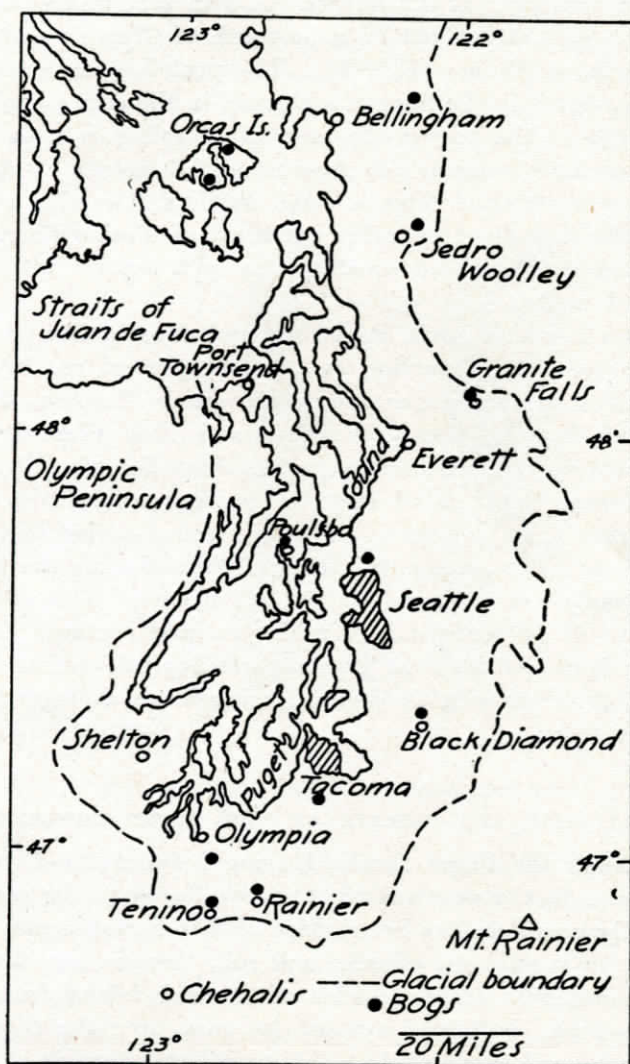 123°
122°
Orcas Is.
Bellingham
Sedro
Woolley
Straits of
Juan de Fuca
Port
Townsend
Granite
Falls
48°
48°
Olympic
Peninsula
Sound
Everett
Poulsbo
Seattle
Shelton
Black Diamond
Puget
Tacoma
Olympia
47°
47°
Tenino
Rainier
Mt. Rainier
Glacial boundary
Chehalis
Bogs
123°
20 Miles